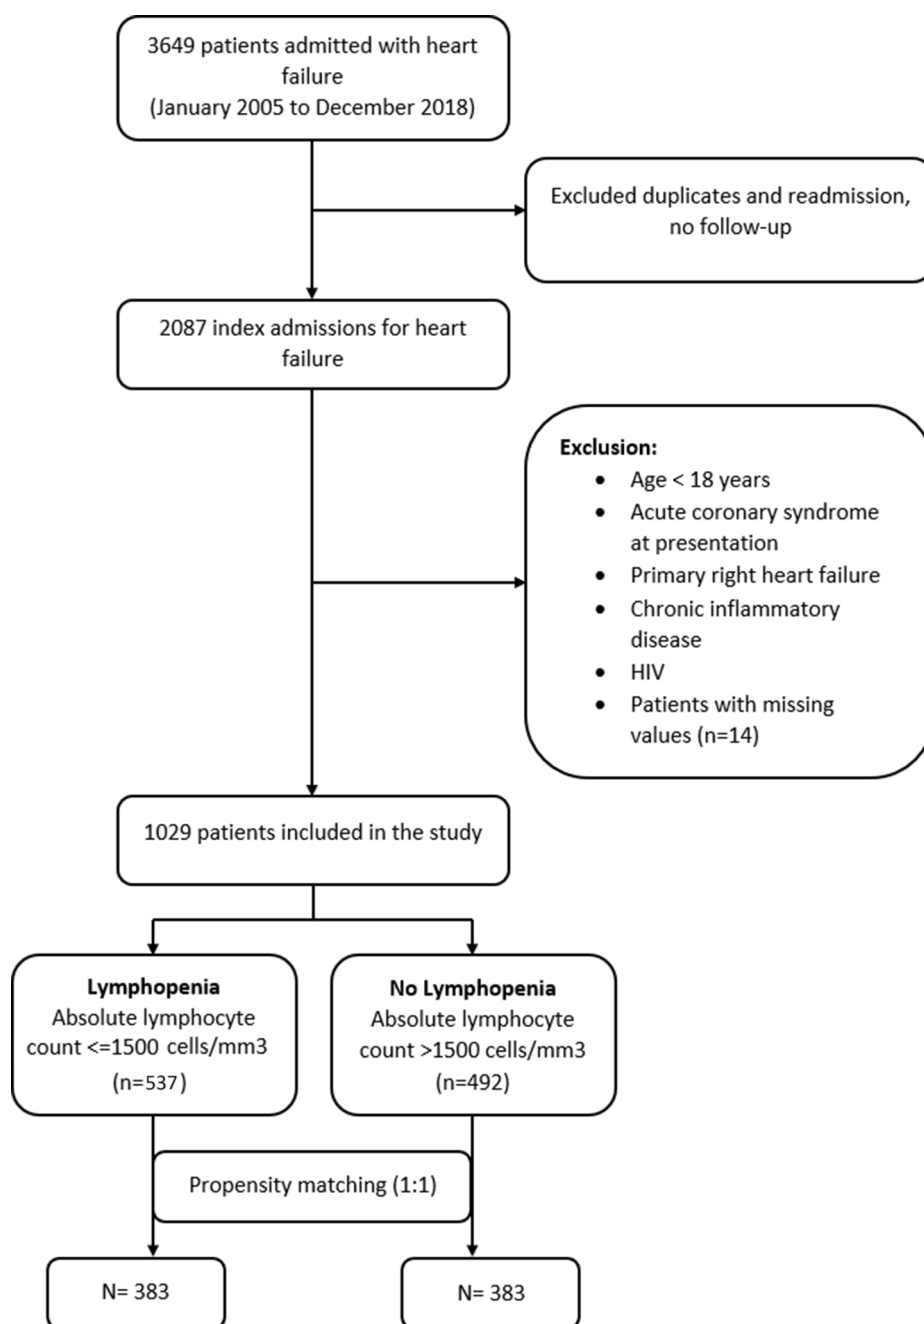 3649 patients admitted with heart
failure
(January 2005 to December 2018)
Excluded duplicates and readmission,
no follow-up
2087 index admissions for heart
failure
Exclusion:
• Age < 18 years
• Acute coronary syndrome
at presentation
• Primary right heart failure
• Chronic inflammatory
disease
• HIV
• Patients with missing
values (n=14)
1029 patients included in the study
Lymphopenia
Absolute lymphocyte
count <=1500 cells/mm3
(n=537)
No Lymphopenia
Absolute lymphocyte
count >1500 cells/mm3
(n=492)
Propensity matching (1:1)
N= 383
N= 383